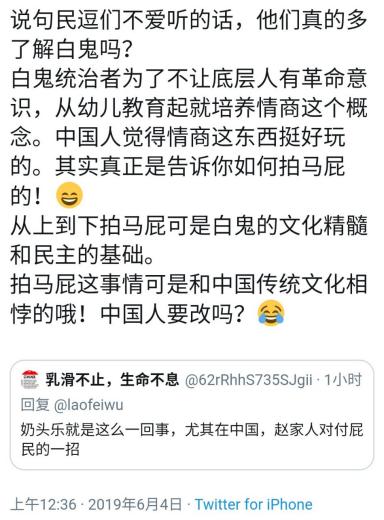 说句民逗们不爱听的话，他们真的多
了解白鬼吗？
白鬼统治者为了不让底层人有革命意
识，从幼儿教育起就培养情商这个概
念。中国人觉得情商这东西挺好玩
的。其实真正是告诉你如何拍马屁
的！😄
从上到下拍马屁可是白鬼的文化精髓
和民主的基础。
拍马屁这事情可是和中国传统文化相
悖的哦！中国人要改吗？😂
乳滑不止，生命不息 @62rRhhS735SJgii · 1小时
回复 @laofeiwu
奶头乐就是这么一回事，尤其在中国，赵家人对付屁
民的一招
上午12:36 · 2019年6月4日 · Twitter for iPhone